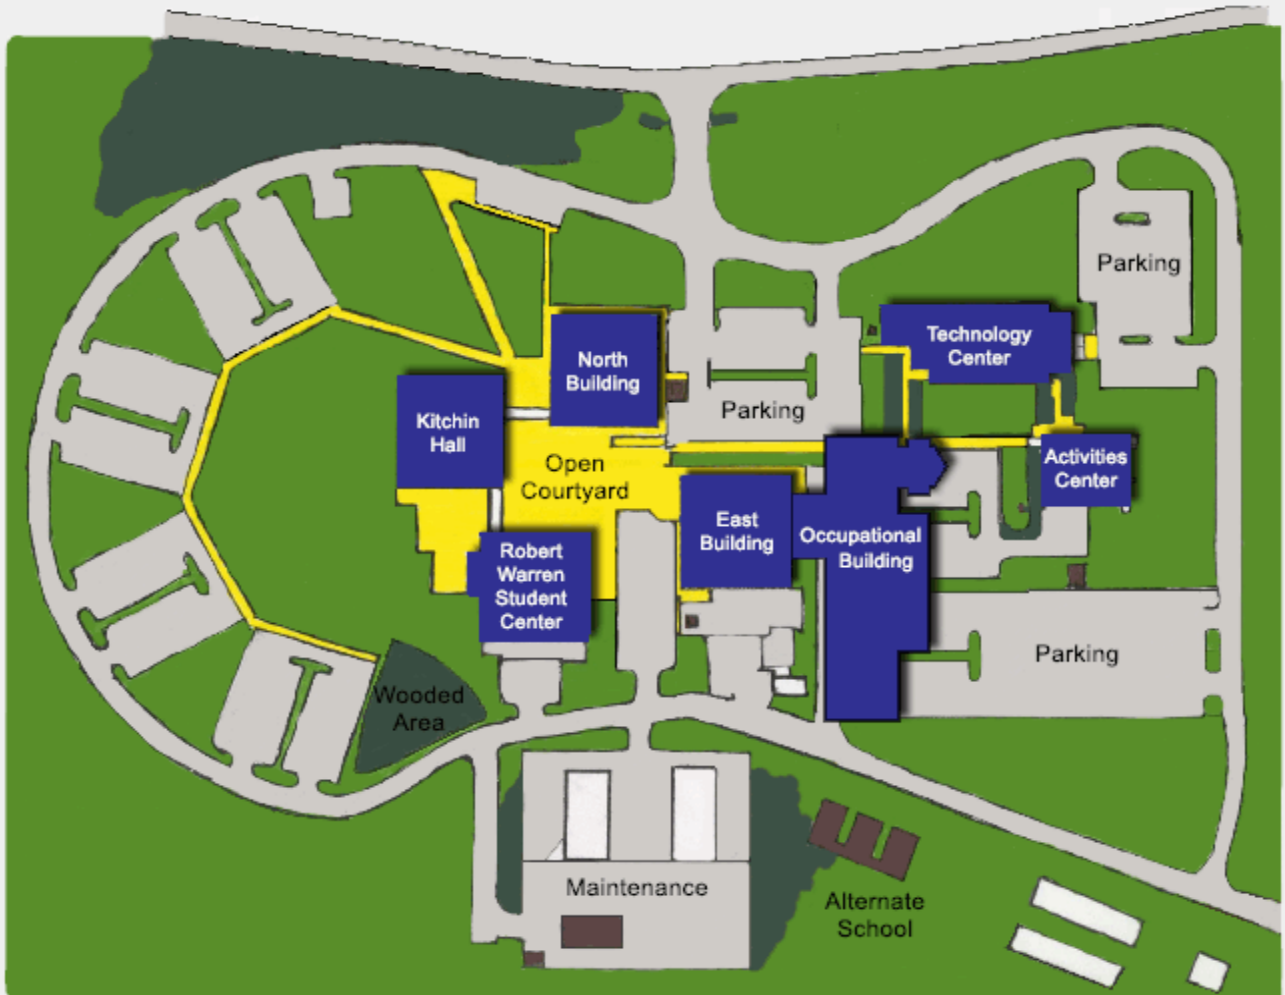 Parking
Technology
Center
North
Building
Parking
Kitchin
Hall
Open
Courtyard
Activities
Center
East
Building
Occupational
Building
Robert
Warren
Student
Center
Parking
Wooded
Area
Maintenance
Alternate
School